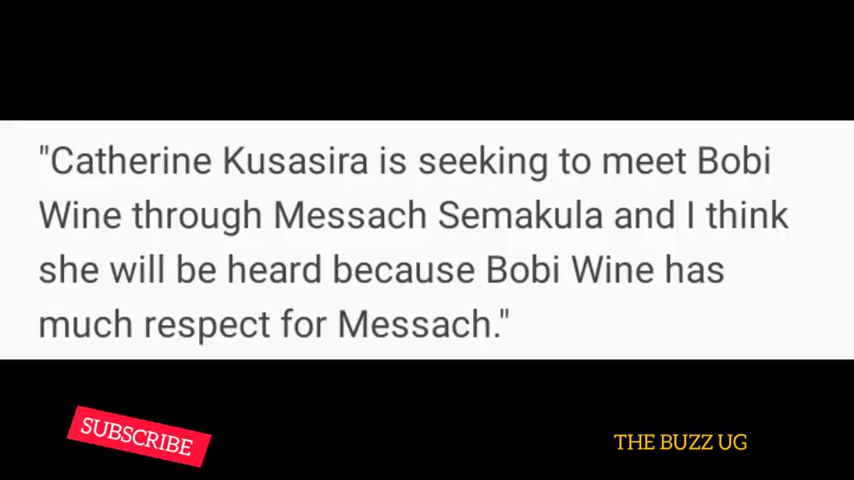 "Catherine Kusasira is seeking to meet Bobi
Wine through Messach Semakula and I think
she will be heard because Bobi Wine has
much respect for Messach."
SUBSCRIBE
THE BUZZ UG